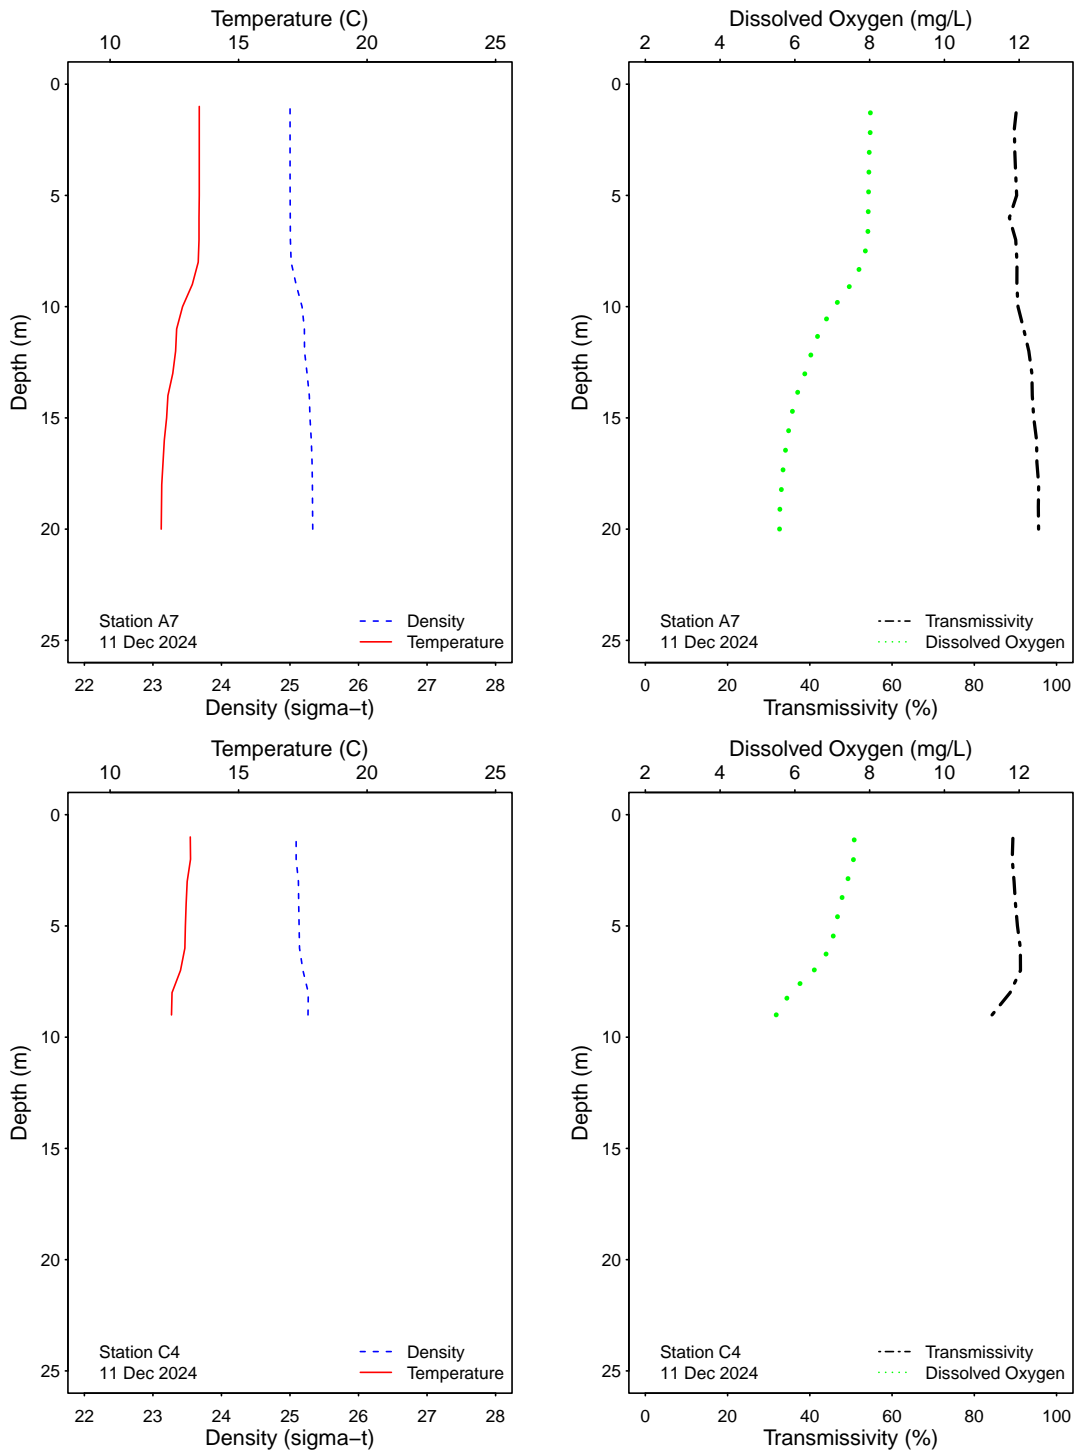 Temperature (C)
10 15 20 25
0
5
10
15
20
25
Depth (m)
Station A7
11 Dec 2024
Density
Temperature
22 23 24 25 26 27 28
Density (sigma−t)
Dissolved Oxygen (mg/L)
2 4 6 8 10 12
0
5
10
15
20
25
Depth (m)
Station A7
11 Dec 2024
Transmissivity
Dissolved Oxygen
0 20 40 60 80 100
Transmissivity (%)
Temperature (C)
10 15 20 25
0
5
10
15
20
25
Depth (m)
Station C4
11 Dec 2024
Density
Temperature
22 23 24 25 26 27 28
Density (sigma−t)
Dissolved Oxygen (mg/L)
2 4 6 8 10 12
0
5
10
15
20
25
Depth (m)
Station C4
11 Dec 2024
Transmissivity
Dissolved Oxygen
0 20 40 60 80 100
Transmissivity (%)